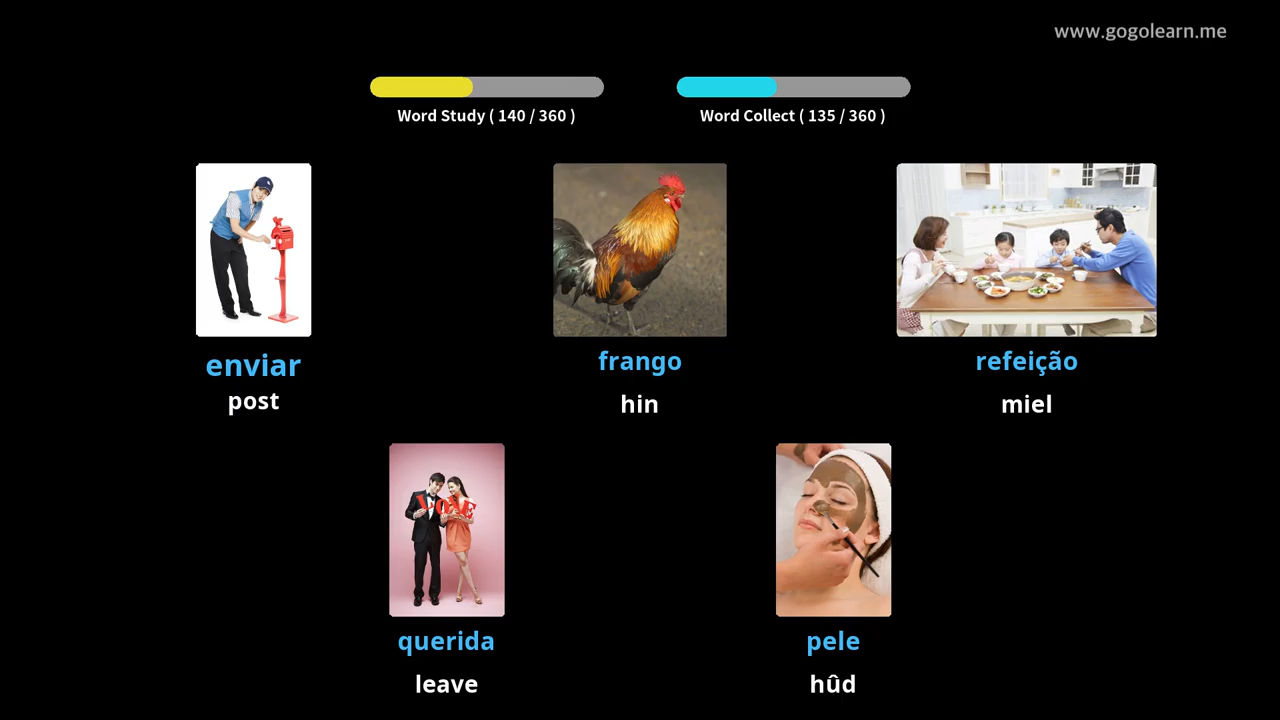 www.gogolearn.me
Word Study ( 140 / 360 )
Word Collect ( 135 / 360 )
enviar
post
frango
hin
refeição
miel
LOVE
querida
leave
pele
hûd